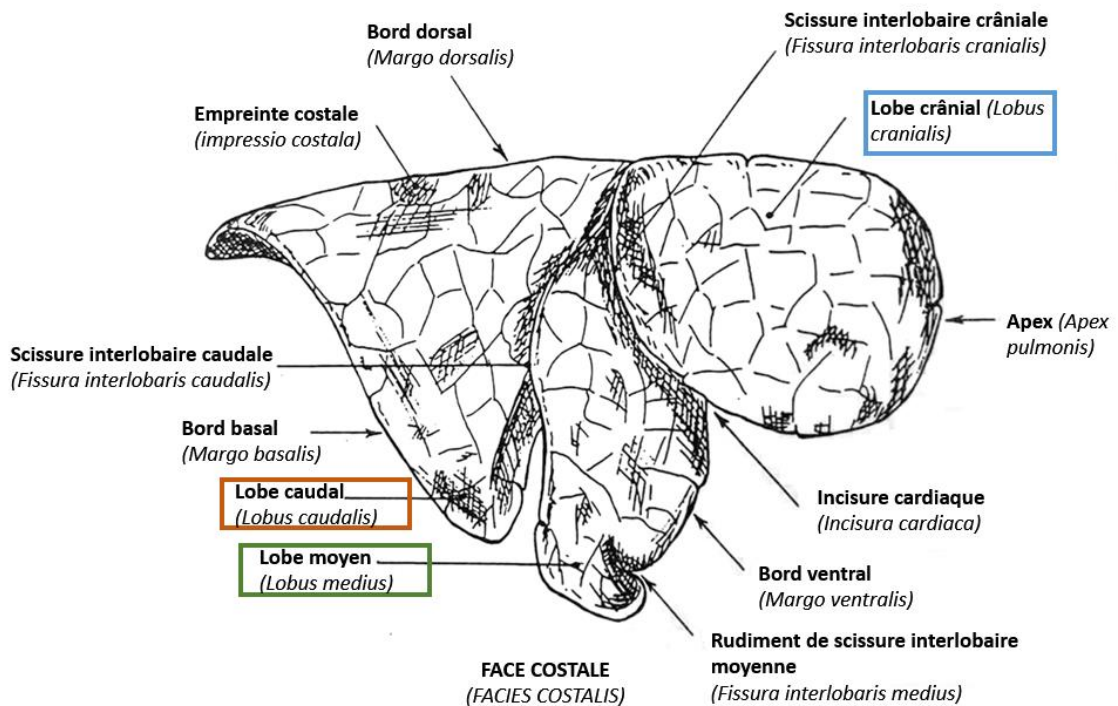 Scissure interlobaire crâniale
(Fissura interlobaris cranialis)
Bord dorsal
(Margo dorsalis)
Empreinte costale
(impressio costala)
Lobe crânial (Lobus
cranialis)
Apex (Apex
pulmonis)
Scissure interlobaire caudale
(Fissura interlobaris caudalis)
Bord basal
(Margo basalis)
Lobe caudal
(Lobus caudalis)
Incisure cardiaque
(Incisura cardiaca)
Lobe moyen
(Lobus medius)
Bord ventral
(Margo ventralis)
Rudiment de scissure interlobaire
moyenne
(Fissura interlobaris medius)
FACE COSTALE
(FACIES COSTALIS)